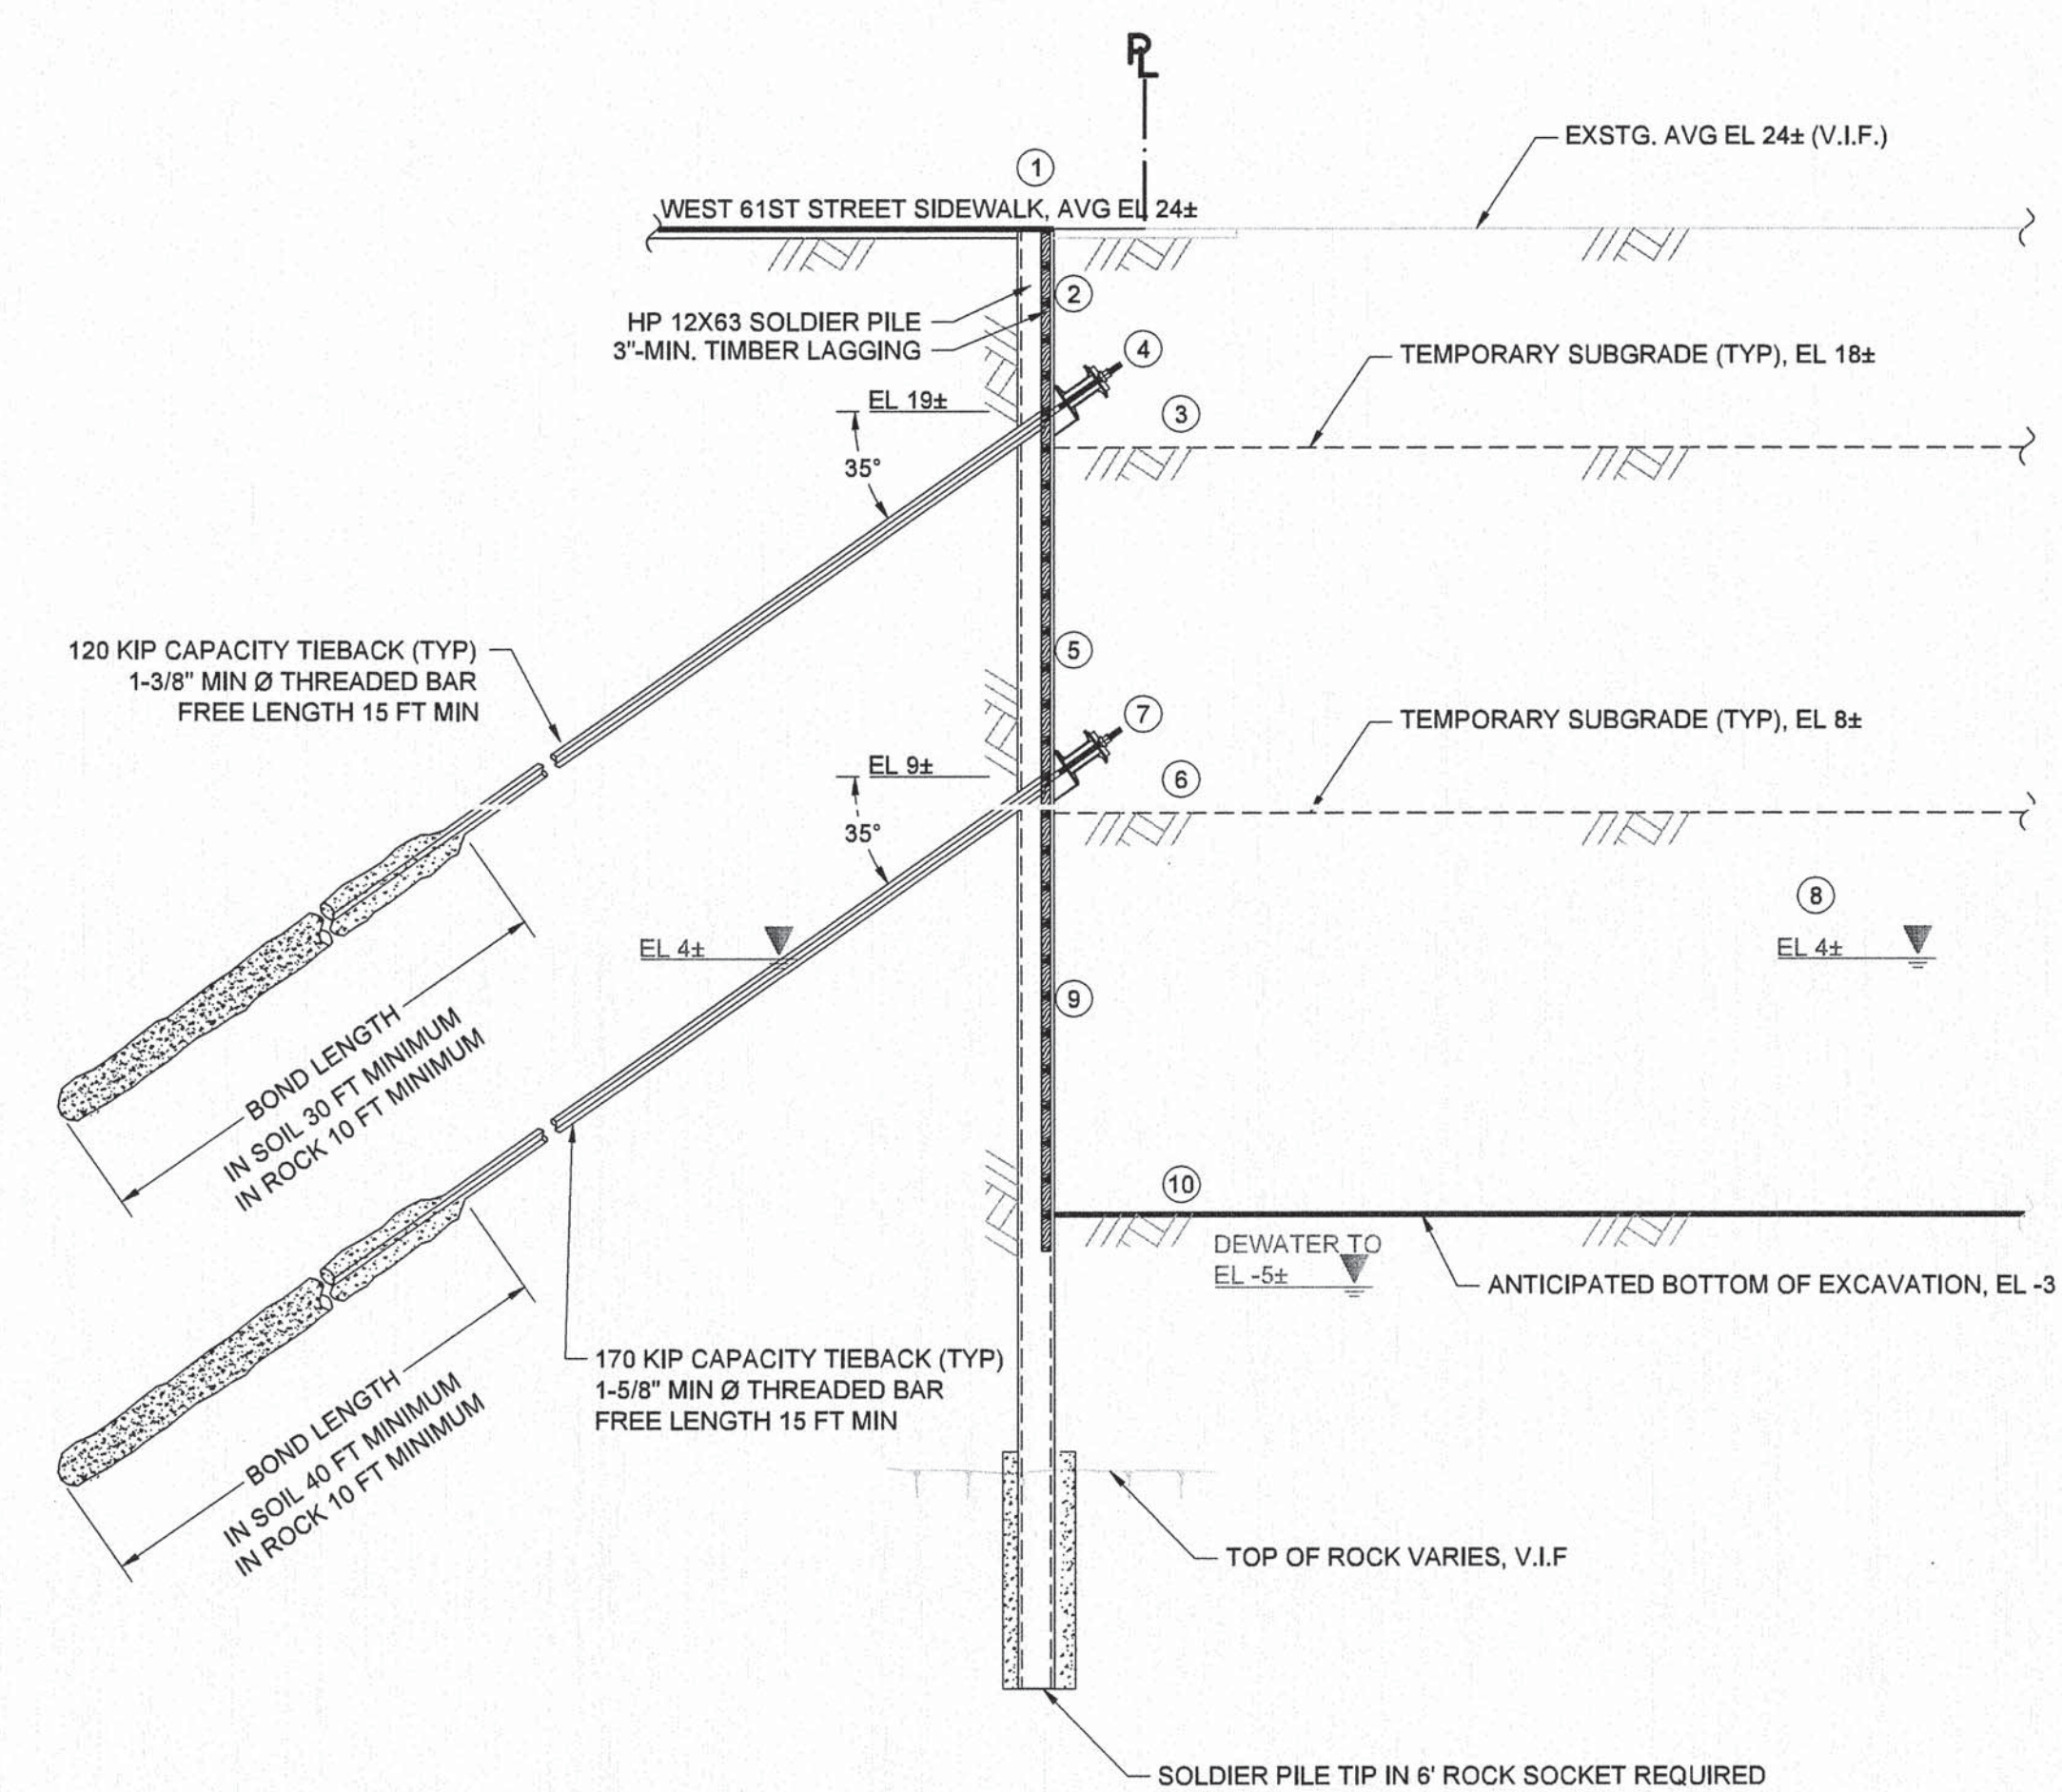 PL
EXSTG. AVG EL 24± (V.I.F.)
1
WEST 61ST STREET SIDEWALK, AVG EL 24±
2
HP 12X63 SOLDIER PILE
3"-MIN. TIMBER LAGGING
4
TEMPORARY SUBGRADE (TYP), EL 18±
EL 19±
3
35°
120 KIP CAPACITY TIEBACK (TYP)
1-3/8" MIN Ø THREADED BAR
FREE LENGTH 15 FT MIN
5
7
TEMPORARY SUBGRADE (TYP), EL 8±
EL 9±
6
35°
8
EL 4±
EL 4±
9
BOND LENGTH
IN SOIL 30 FT MINIMUM
IN ROCK 10 FT MINIMUM
10
DEWATER TO
EL -5±
ANTICIPATED BOTTOM OF EXCAVATION, EL -3
170 KIP CAPACITY TIEBACK (TYP)
1-5/8" MIN Ø THREADED BAR
FREE LENGTH 15 FT MIN
BOND LENGTH
IN SOIL 40 FT MINIMUM
IN ROCK 10 FT MINIMUM
TOP OF ROCK VARIES, V.I.F
SOLDIER PILE TIP IN 6' ROCK SOCKET REQUIRED